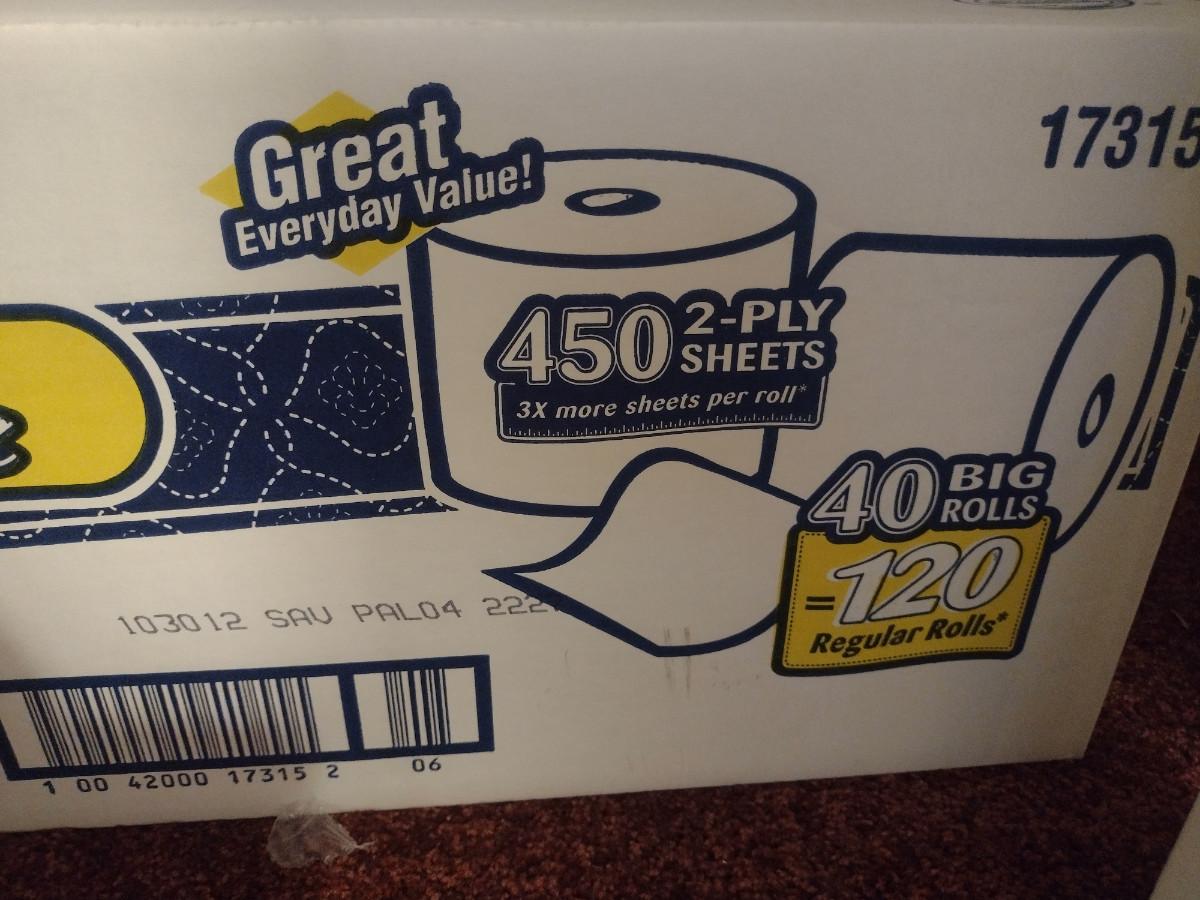 Great
Everyday Value!
17315
450 2-PLY
SHEETS
3X more sheets per roll*
40 BIG
ROLLS
=120
Regular Rolls*
103012 SAV PAL04 222
1 00 42000 17315 2
06